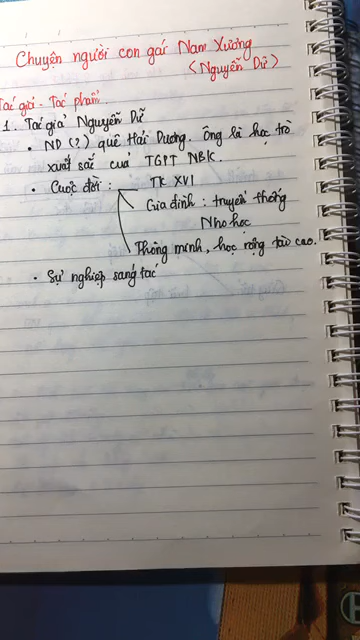 Chuyện người con gái Nam Xương
(Nguyễn Dữ)
Tác giả - Tác phẩm
1. Tác giả Nguyễn Dữ
• ND (?) quê Hải Dương. Ông là học trò
xuất sắc của TGPT NBK.
• Cuộc đời : TK XVI
Gia đình : truyền thống
Nho học
Thông minh, học rộng tài cao.
• Sự nghiệp sáng tác